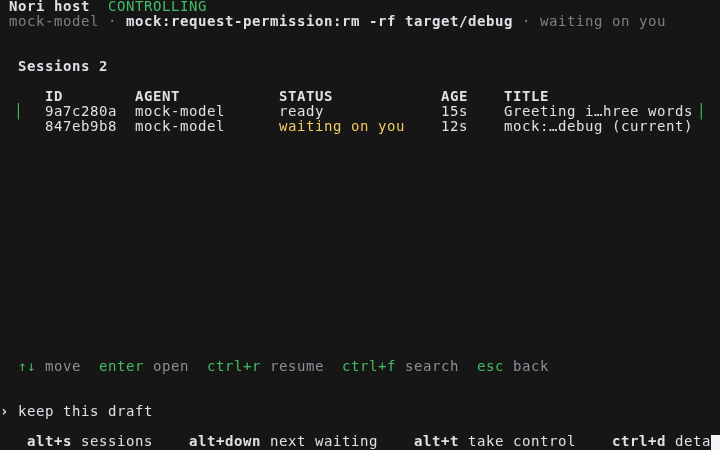 Nori host  CONTROLLING
mock-model · mock:request-permission:rm -rf target/debug · waiting on you
Sessions 2
ID  AGENT  STATUS  AGE  TITLE
9a7c280a  mock-model  ready  15s  Greeting i…hree words
847eb9b8  mock-model  waiting on you  12s  mock:…debug (current)
↑↓ move  enter open  ctrl+r resume  ctrl+f search  esc back
› keep this draft
alt+s sessions  alt+down next waiting  alt+t take control  ctrl+d deta